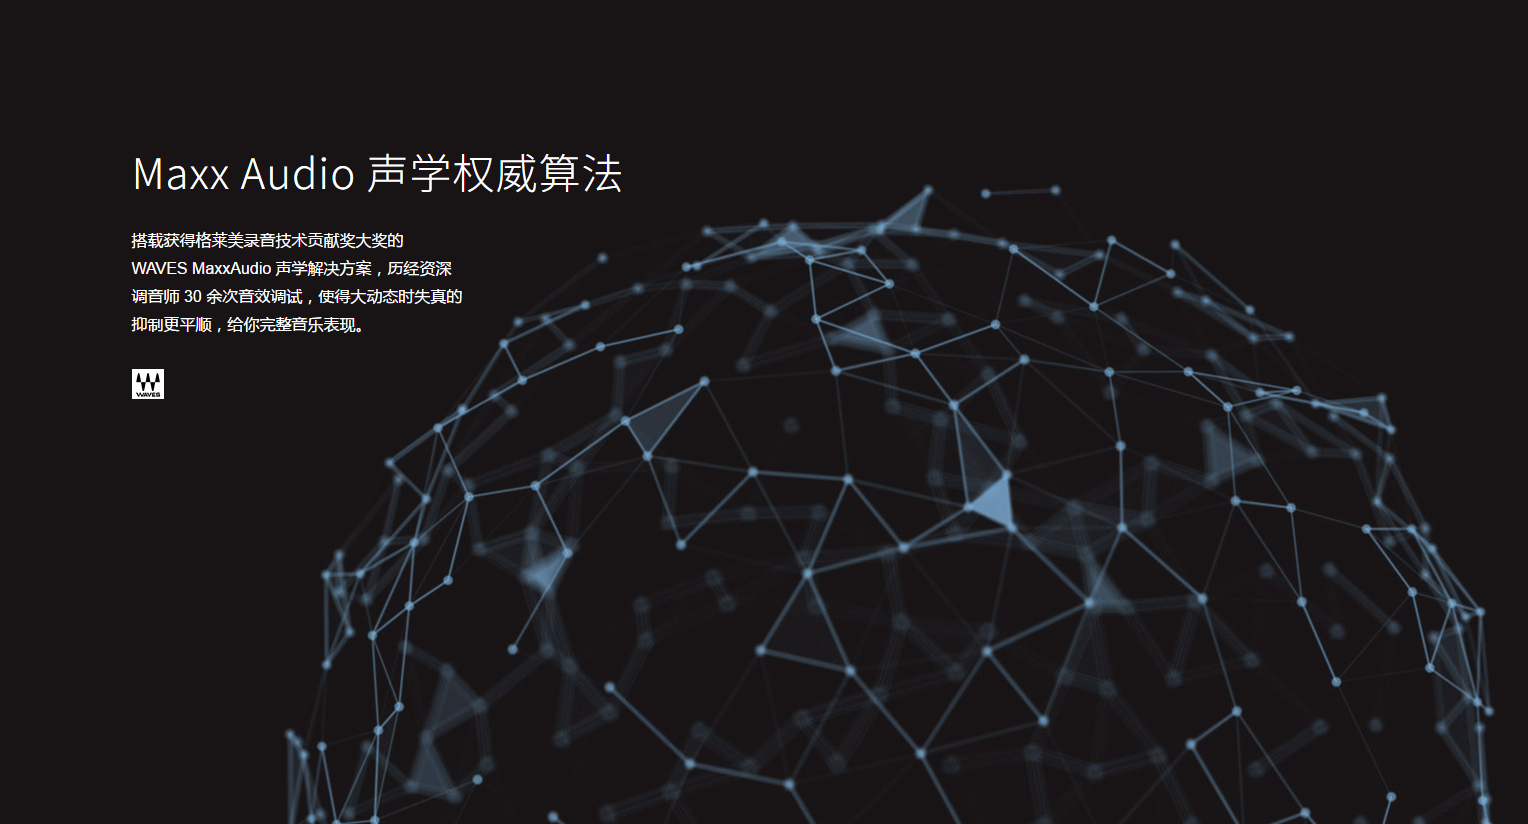 Maxx Audio 声学权威算法
搭载获得格莱美录音技术贡献奖大奖的
WAVES MaxxAudio 声学解决方案，历经资深
调音师 30 余次音效调试，使得大动态时失真的
抑制更平顺，给你完整音乐表现。
WAVES